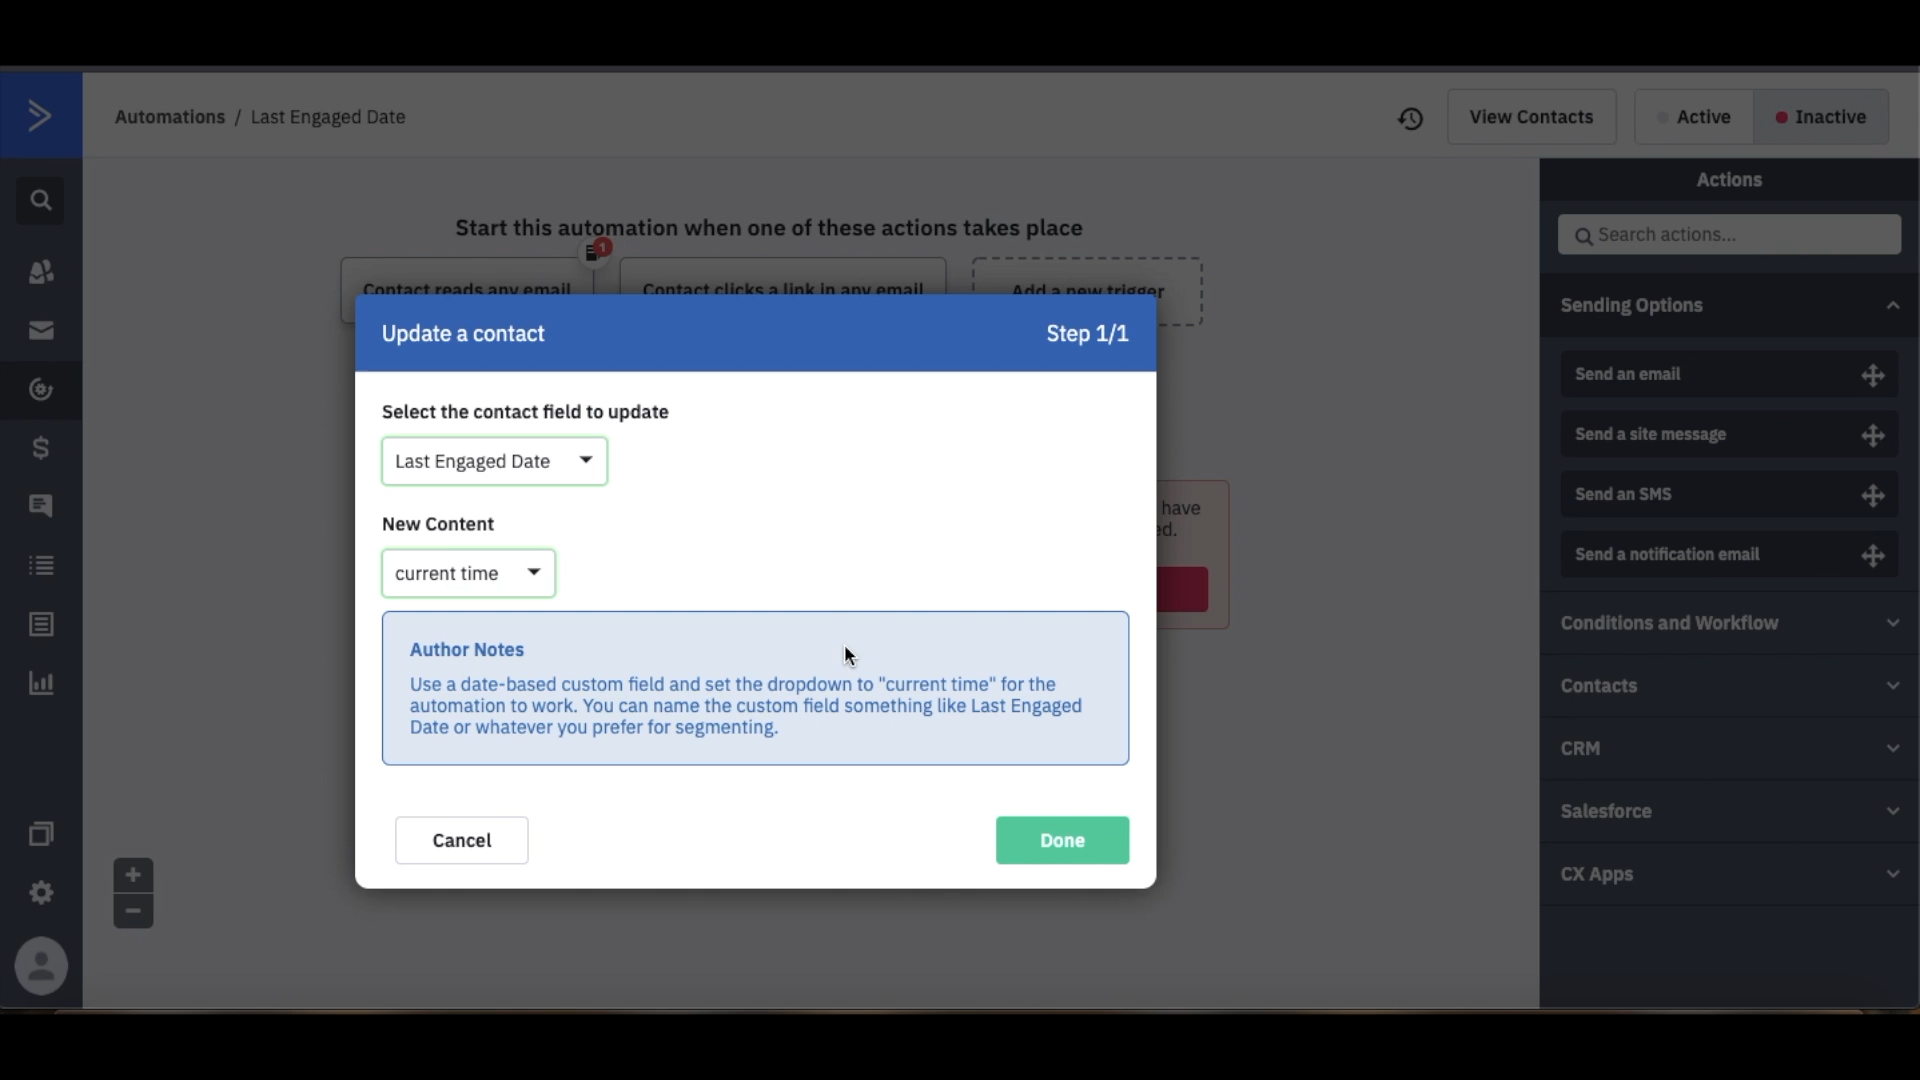 Automations / Last Engaged Date
View Contacts
Active
Inactive
Start this automation when one of these actions takes place
1
Contact reads any email
Contact clicks a link in any email
Add a new trigger
Update a contact
Step 1/1
Select the contact field to update
Last Engaged Date
New Content
current time
have
ed.
Author Notes
Use a date-based custom field and set the dropdown to "current time" for the
automation to work. You can name the custom field something like Last Engaged
Date or whatever you prefer for segmenting.
Cancel
Done
Actions
Search actions...
Sending Options
Send an email
Send a site message
Send an SMS
Send a notification email
Conditions and Workflow
Contacts
CRM
Salesforce
CX Apps